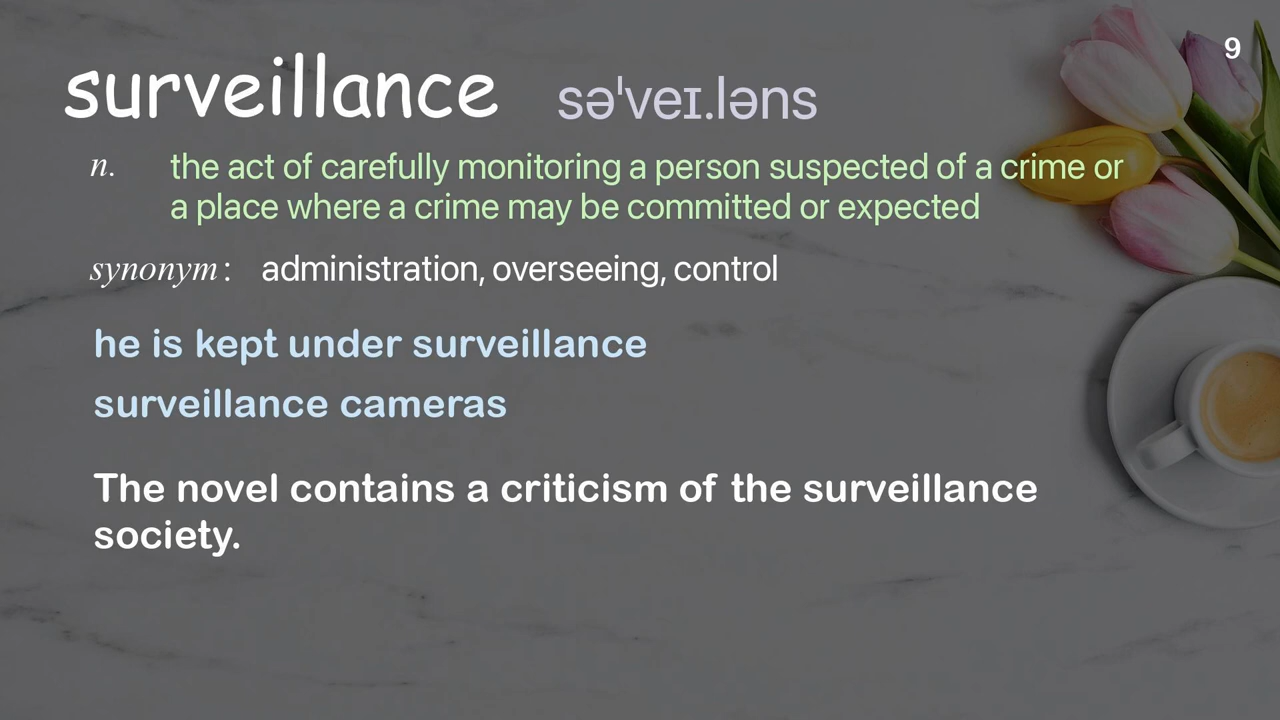 9
surveillance səˈveɪ.ləns
n. the act of carefully monitoring a person suspected of a crime or
a place where a crime may be committed or expected
synonym: administration, overseeing, control
he is kept under surveillance
surveillance cameras
The novel contains a criticism of the surveillance
society.